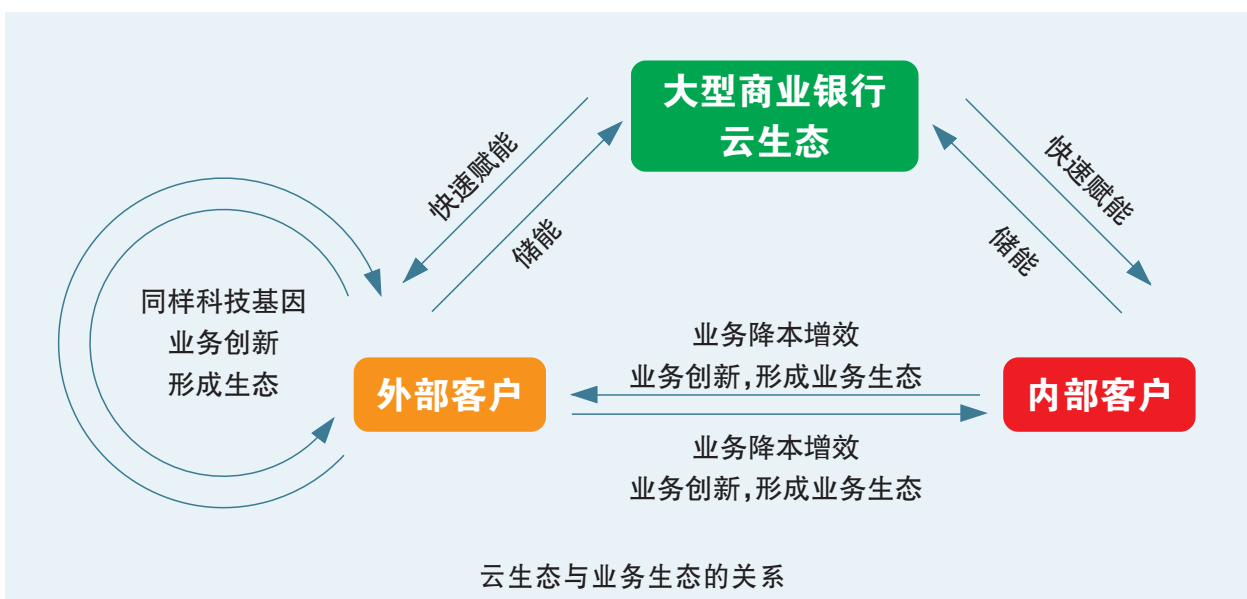 大型商业银行
云生态
快速赋能
储能
快速赋能
储能
同样科技基因
业务创新
形成生态
业务降本增效
业务创新,形成业务生态
外部客户
内部客户
业务降本增效
业务创新,形成业务生态
云生态与业务生态的关系